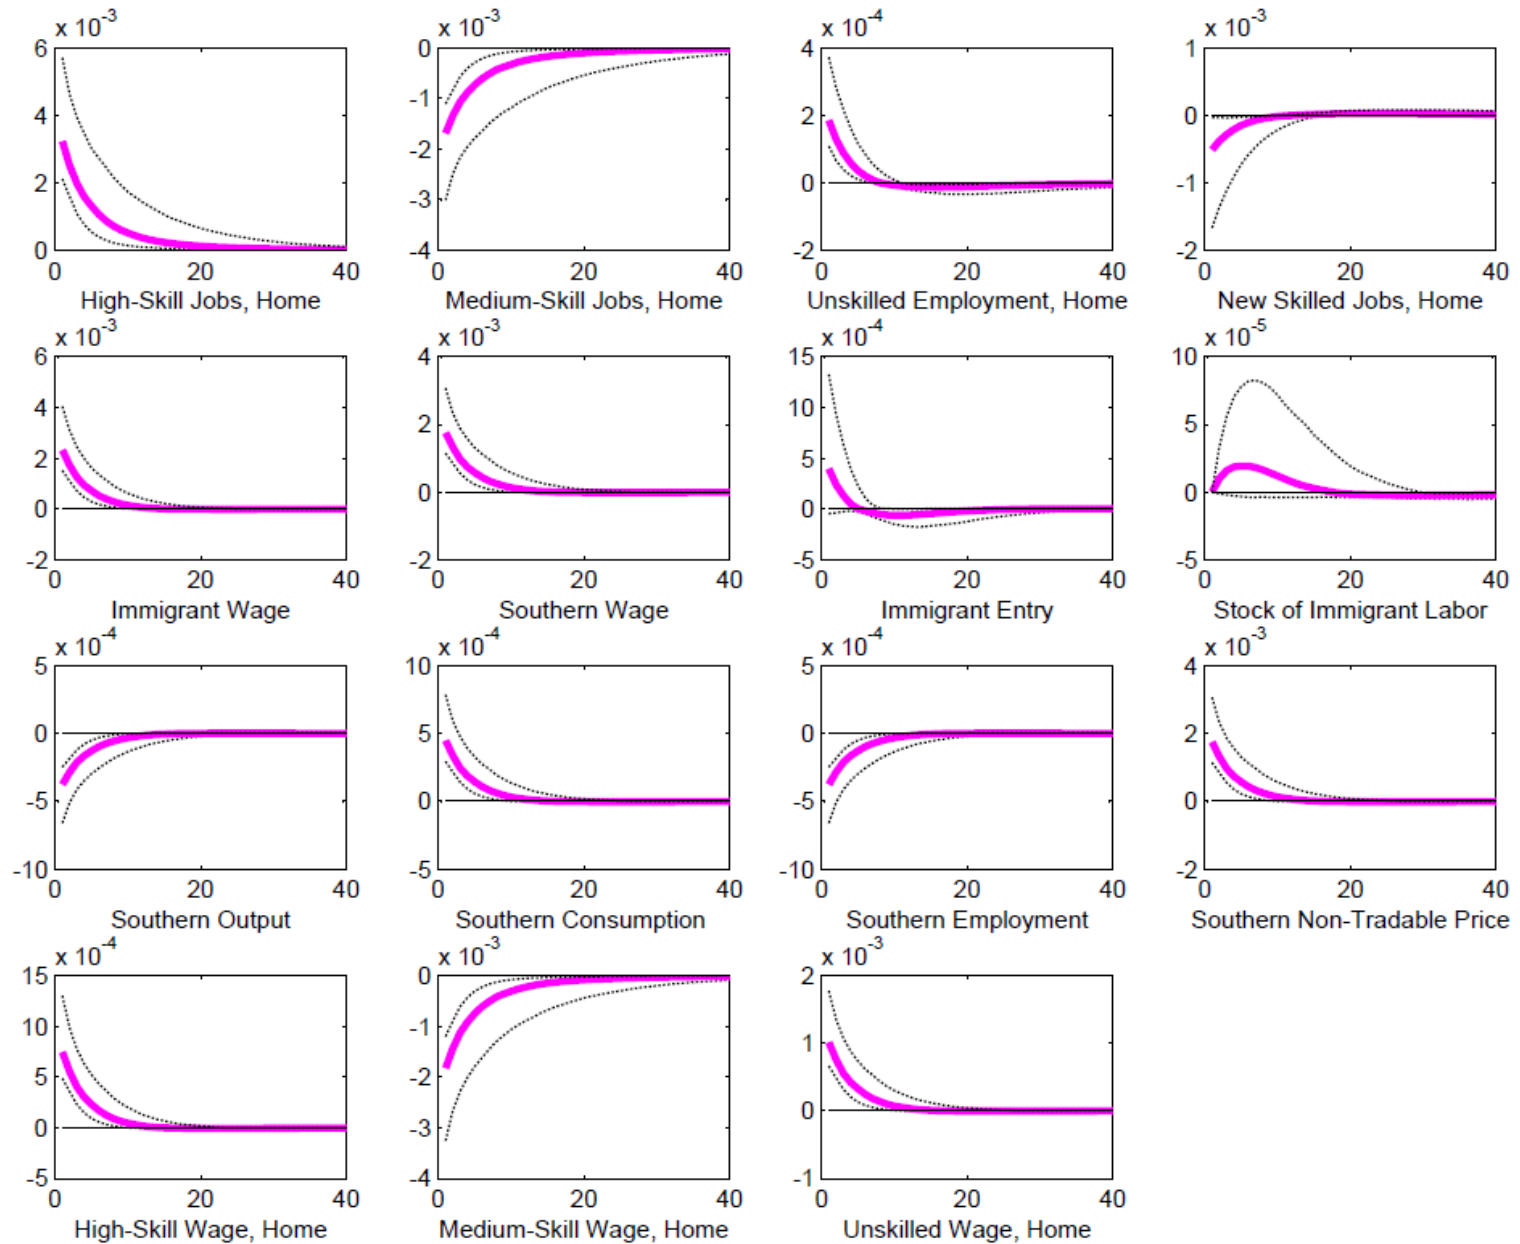 x 10^-3
6
4
2
0
0 20 40
High-Skill Jobs, Home
x 10^-3
0
-1
-2
-3
-4
0 20 40
Medium-Skill Jobs, Home
x 10^-4
4
2
0
-2
0 20 40
Unskilled Employment, Home
x 10^-3
1
0
-1
-2
0 20 40
New Skilled Jobs, Home
x 10^-3
6
4
2
0
-2
0 20 40
Immigrant Wage
x 10^-3
4
2
0
-2
0 20 40
Southern Wage
x 10^-4
15
10
5
0
-5
0 20 40
Immigrant Entry
x 10^-5
10
5
0
-5
0 20 40
Stock of Immigrant Labor
x 10^-4
5
0
-5
-10
0 20 40
Southern Output
x 10^-4
10
5
0
-5
0 20 40
Southern Consumption
x 10^-4
5
0
-5
-10
0 20 40
Southern Employment
x 10^-3
4
2
0
-2
0 20 40
Southern Non-Tradable Price
x 10^-4
15
10
5
0
-5
0 20 40
High-Skill Wage, Home
x 10^-3
0
-1
-2
-3
-4
0 20 40
Medium-Skill Wage, Home
x 10^-3
2
1
0
-1
0 20 40
Unskilled Wage, Home